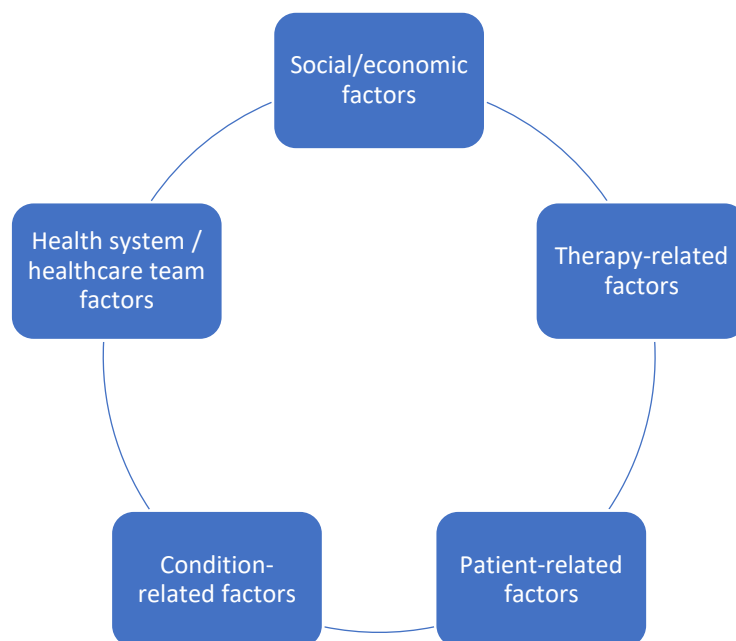 Social/economic
factors
Therapy-related
factors
Patient-related
factors
Condition-
related factors
Health system /
healthcare team
factors